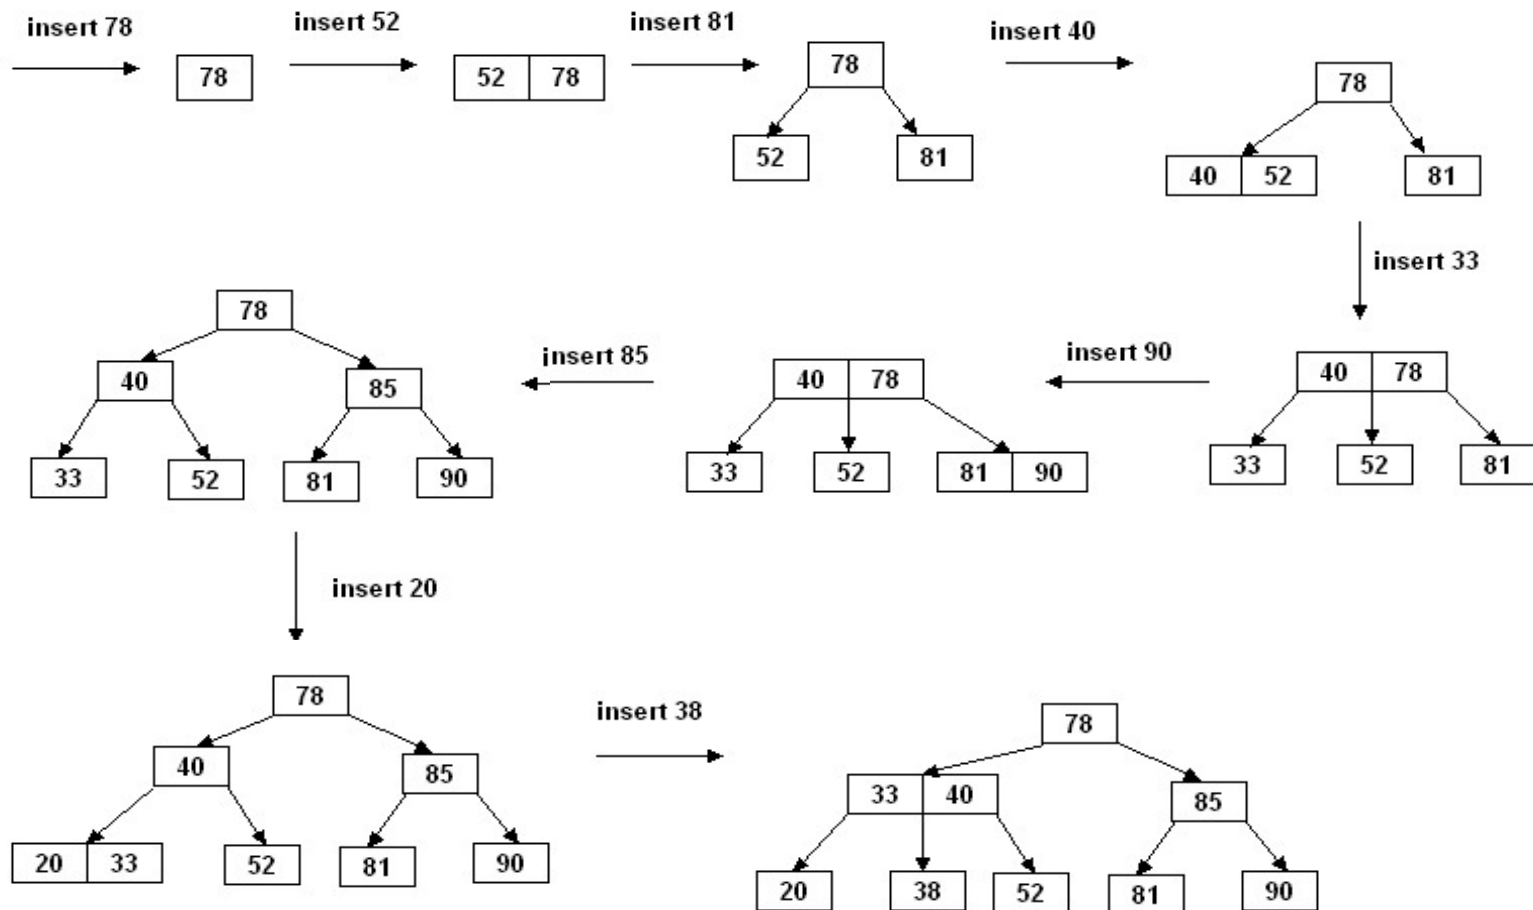 insert 78
78
insert 52
52 78
insert 81
78
52 81
insert 40
78
40 52 81
insert 33
40 78
33 52 81
insert 90
40 78
33 52 81 90
insert 85
78
40 85
33 52 81 90
insert 20
78
40 85
20 33 52 81 90
insert 38
78
33 40 85
20 38 52 81 90